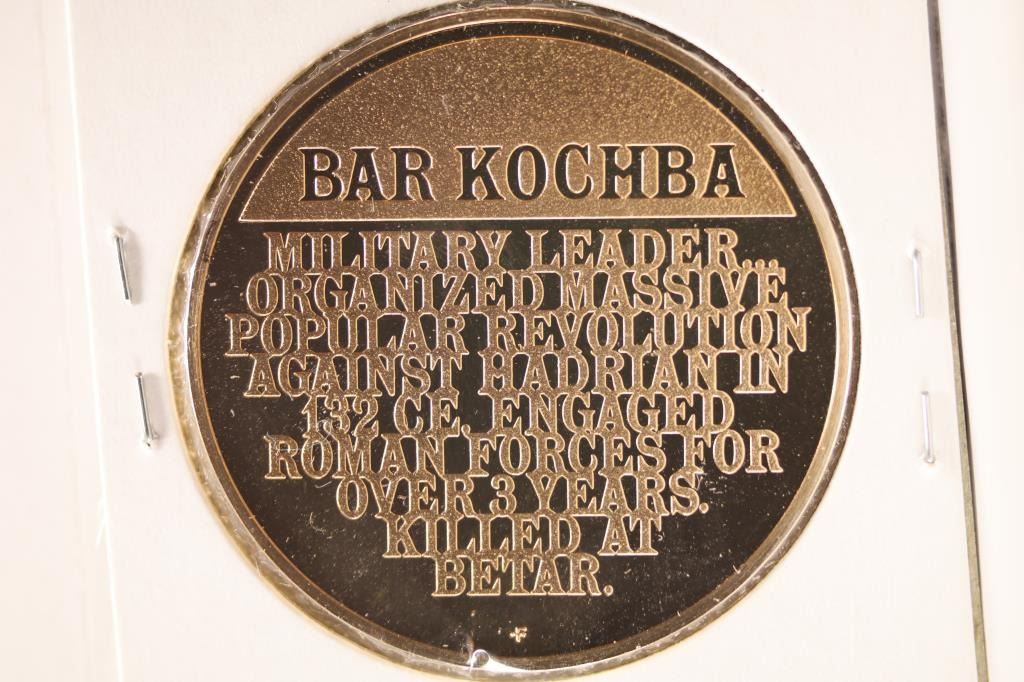 BAR KOCHBA
MILITARY LEADER...
ORGANIZED MASSIVE
POPULAR REVOLUTION
AGAINST HADRIAN IN
132 CE. ENGAGED
ROMAN FORCES FOR
OVER 3 YEARS.
KILLED AT
BETAR.